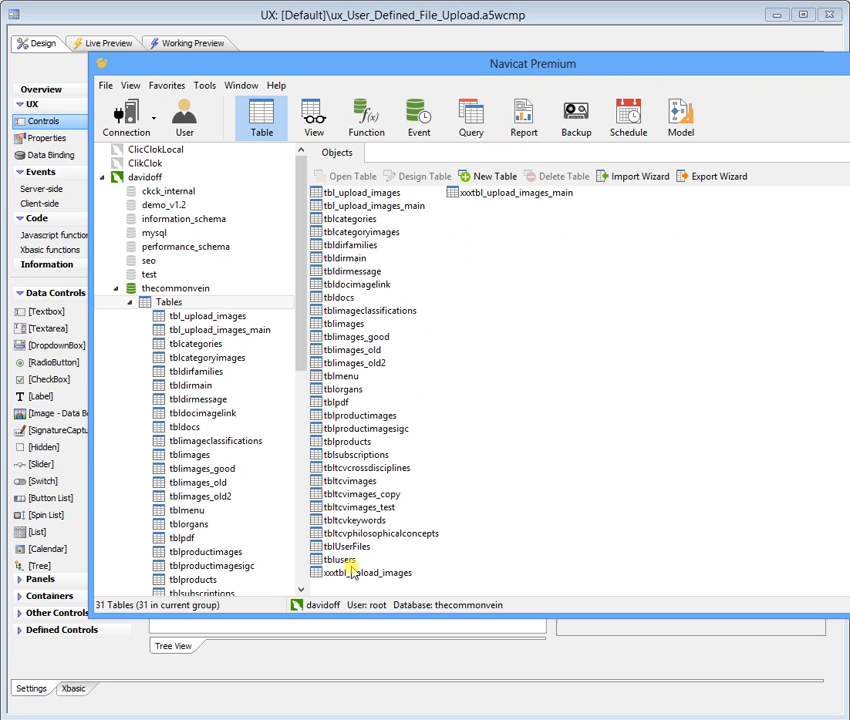 UX: [Default]\ux_User_Defined_File_Upload.a5wcmp
Design
Live Preview
Working Preview
Overview
UX
Controls
Properties
Data Binding
Events
Server-side
Client-side
Code
Javascript function
Xbasic functions
Information
Data Controls
[Textbox]
[Textarea]
[DropdownBox]
[RadioButton]
[CheckBox]
[Label]
[Image - Data B
[SignatureCaptu
[Hidden]
[Slider]
[Switch]
[Button List]
[Spin List]
[List]
[Calendar]
[Tree]
Panels
Containers
Other Controls
Defined Controls
Navicat Premium
File View Favorites Tools Window Help
Connection User Table View Function Event Query Report Backup Schedule Model
ClicClokLocal
ClikClok
davidoff
ckck_internal
demo_v1.2
information_schema
mysql
performance_schema
seo
test
thecommonvein
Tables
tbl_upload_images
tbl_upload_images_main
tblcategories
tblcategoryimages
tbldirfamilies
tbldirmain
tbldirmessage
tbldocimagelink
tbldocs
tblimageclassifications
tblimages
tblimages_good
tblimages_old
tblimages_old2
tblmenu
tblorgans
tblpdf
tblproductimages
tblproductimagesigc
tblproducts
tblsubscriptions
Objects
Open Table Design Table New Table Delete Table Import Wizard Export Wizard
tbl_upload_images
tbl_upload_images_main
tblcategories
tblcategoryimages
tbldirfamilies
tbldirmain
tbldirmessage
tbldocimagelink
tbldocs
tblimageclassifications
tblimages
tblimages_good
tblimages_old
tblimages_old2
tblmenu
tblorgans
tblpdf
tblproductimages
tblproductimagesigc
tblproducts
tblsubscriptions
tbltcvcrossdisciplines
tbltcvimages
tbltcvimages_copy
tbltcvimages_test
tbltcvkeywords
tbltcvphilosophicalconcepts
tblUserFiles
tblusers
xxxtbl_upload_images
xxxtbl_upload_images_main
31 Tables (31 in current group)
davidoff User: root Database: thecommonvein
Tree View
Settings
Xbasic